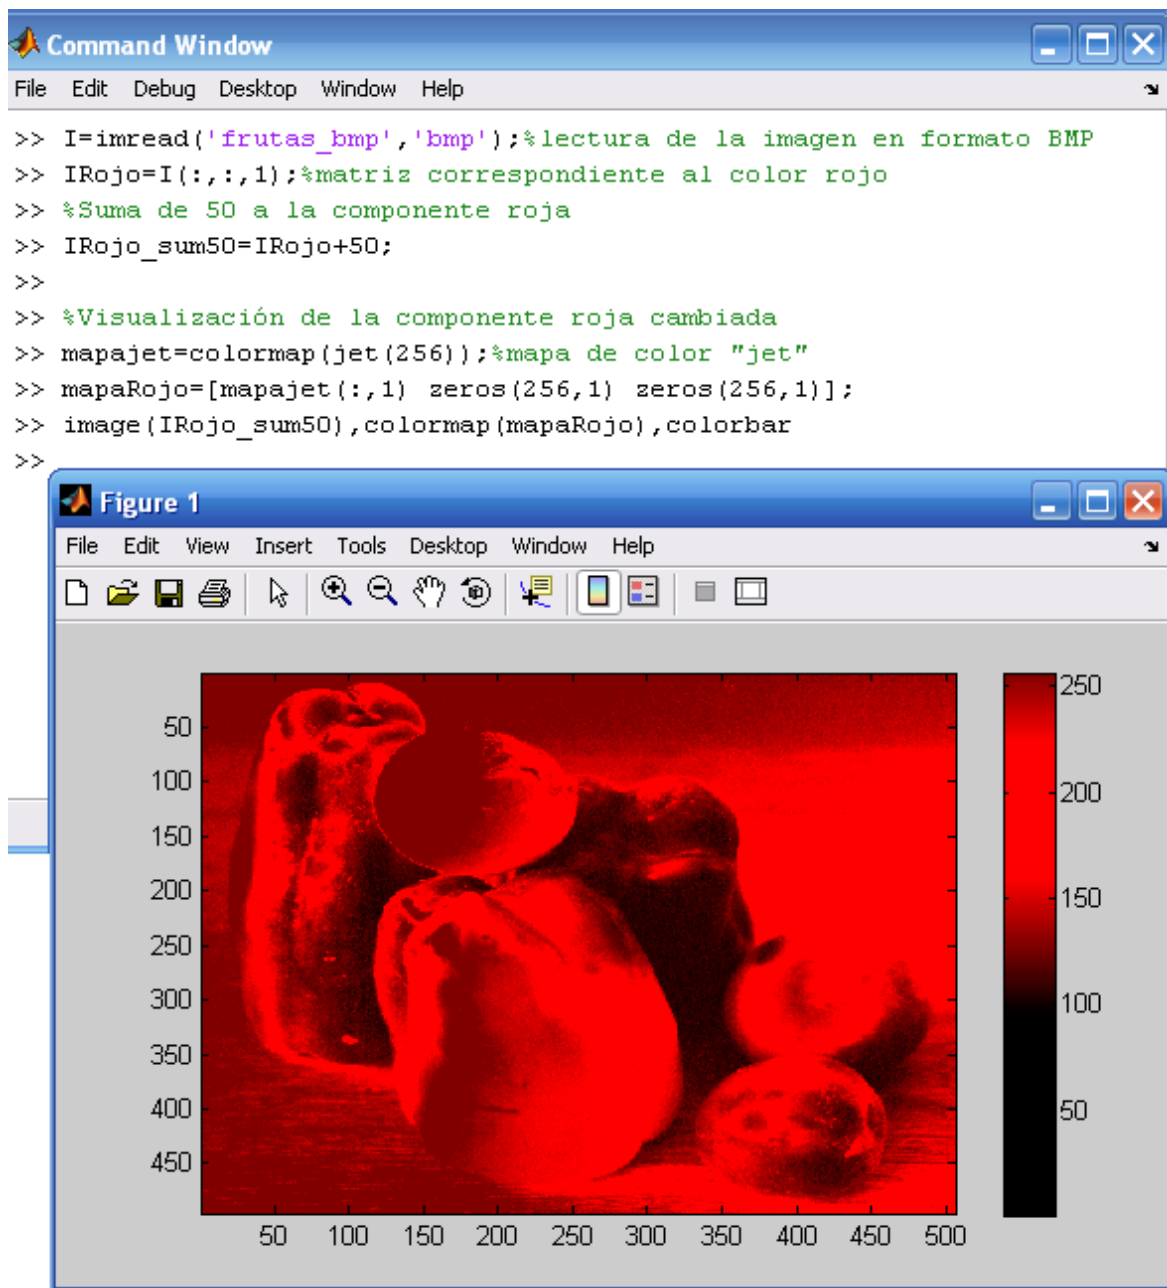 Command Window
File Edit Debug Desktop Window Help
>> I=imread('frutas_bmp','bmp');%lectura de la imagen en formato BMP
>> IRojo=I(:,:,1);%matriz correspondiente al color rojo
>> %Suma de 50 a la componente roja
>> IRojo_sum50=IRojo+50;
>>
>> %Visualización de la componente roja cambiada
>> mapajet=colormap(jet(256));%mapa de color "jet"
>> mapaRojo=[mapajet(:,1) zeros(256,1) zeros(256,1)];
>> image(IRojo_sum50),colormap(mapaRojo),colorbar
>>
Figure 1
File Edit View Insert Tools Desktop Window Help
50
100
150
200
250
300
350
400
450
50 100 150 200 250 300 350 400 450 500
250
200
150
100
50